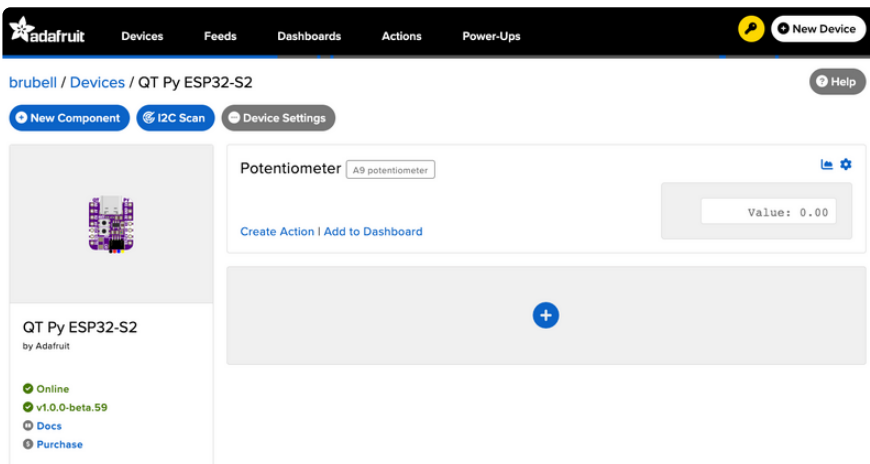 adafruit Devices Feeds Dashboards Actions Power-Ups New Device
brubell / Devices / QT Py ESP32-S2 Help
New Component I2C Scan Device Settings
Potentiometer A9 potentiometer
Value: 0.00
Create Action | Add to Dashboard
QT Py ESP32-S2
by Adafruit
Online
v1.0.0-beta.59
Docs
Purchase